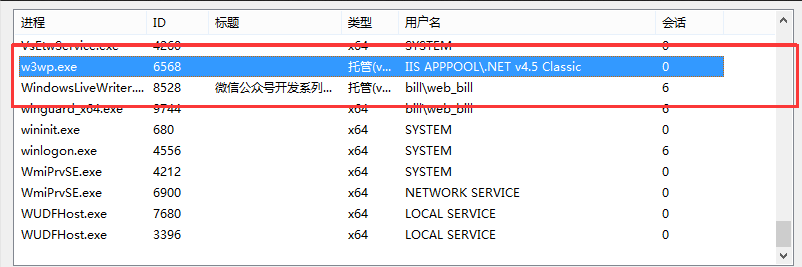 进程 ID 标题 类型 用户名 会话
VsEtwService.exe 4260 x64 SYSTEM 0
w3wp.exe 6568 托管(v... IIS APPPOOL\.NET v4.5 Classic 0
WindowsLiveWriter.... 8528 微信公众号开发系列... 托管(v... bill\web_bill 6
winguard_x64.exe 9744 x64 bill\web_bill 6
wininit.exe 680 x64 SYSTEM 0
winlogon.exe 4556 x64 SYSTEM 6
WmiPrvSE.exe 4212 x64 SYSTEM 0
WmiPrvSE.exe 6900 x64 NETWORK SERVICE 0
WUDFHost.exe 7680 x64 LOCAL SERVICE 0
WUDFHost.exe 3396 x64 LOCAL SERVICE 0